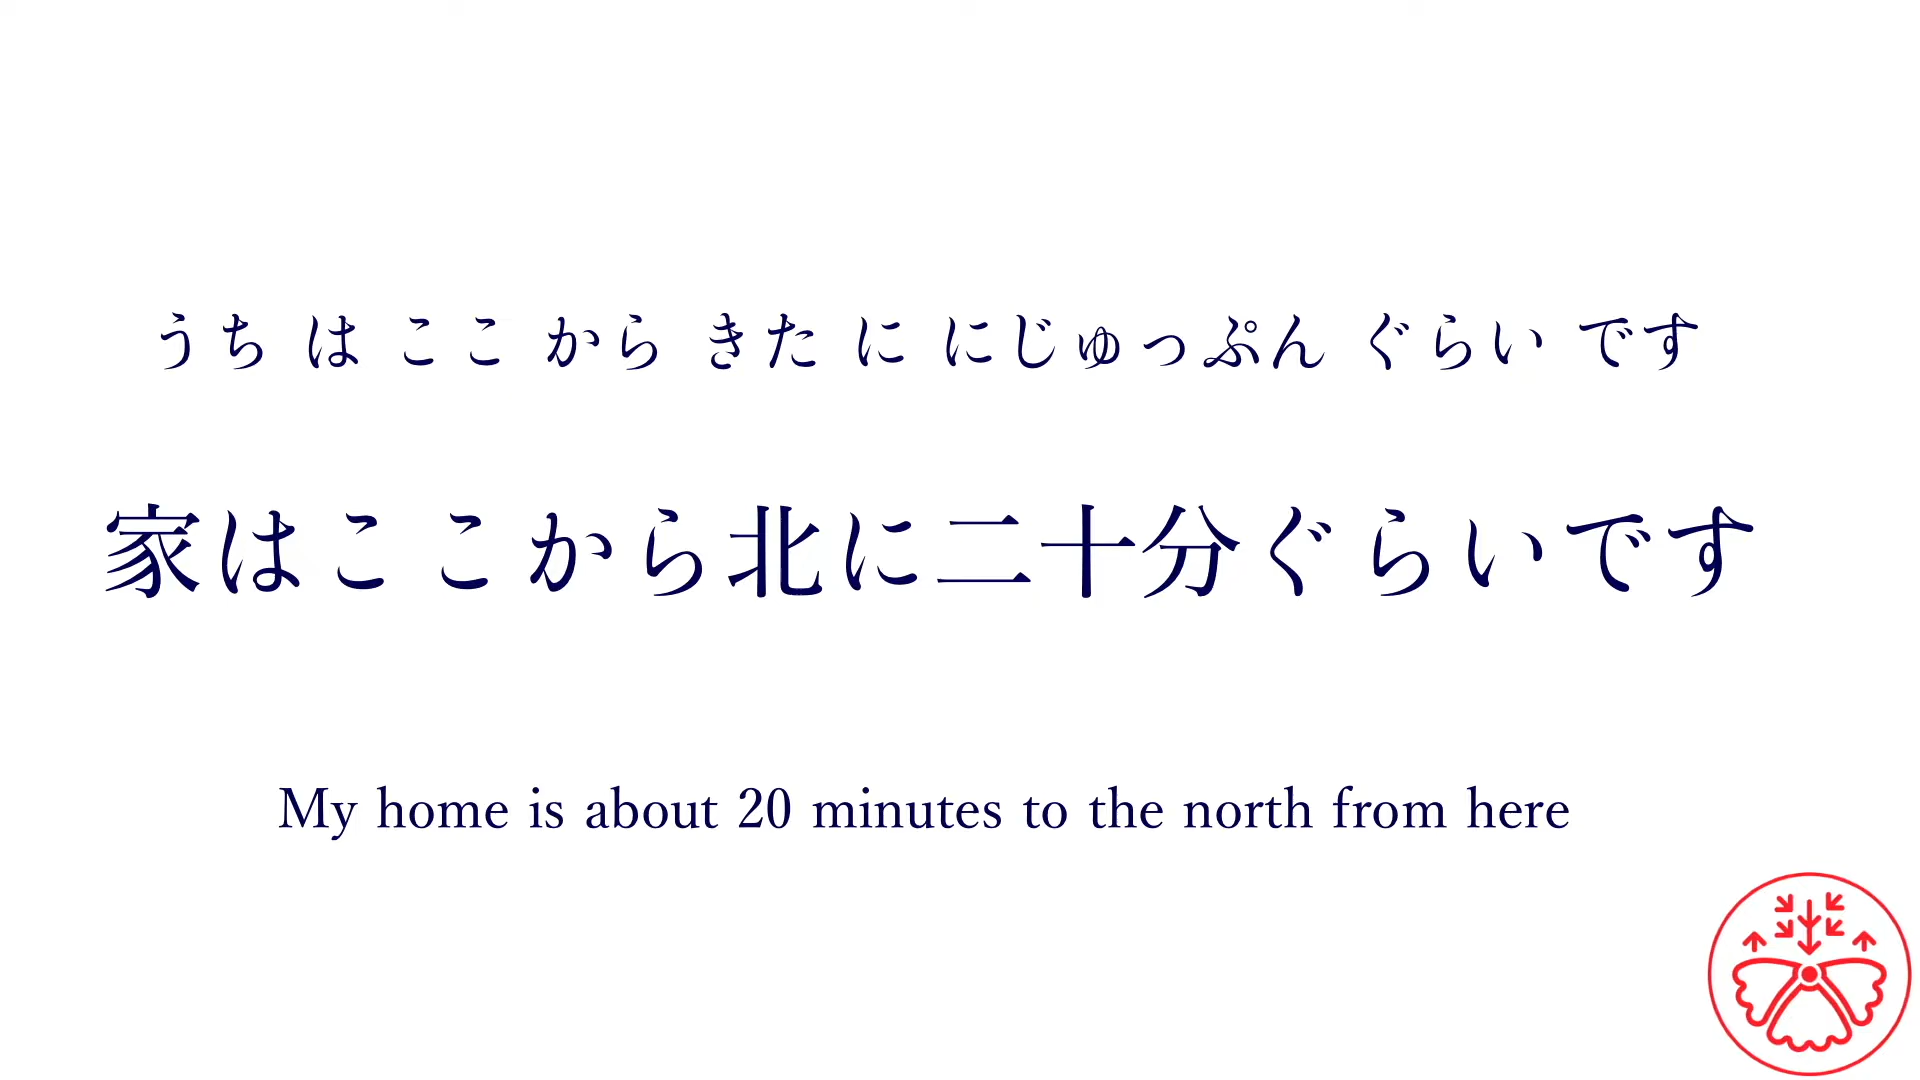 うち は ここ から きた に にじゅっぷん ぐらい です
家はここから北に二十分ぐらいです
My home is about 20 minutes to the north from here